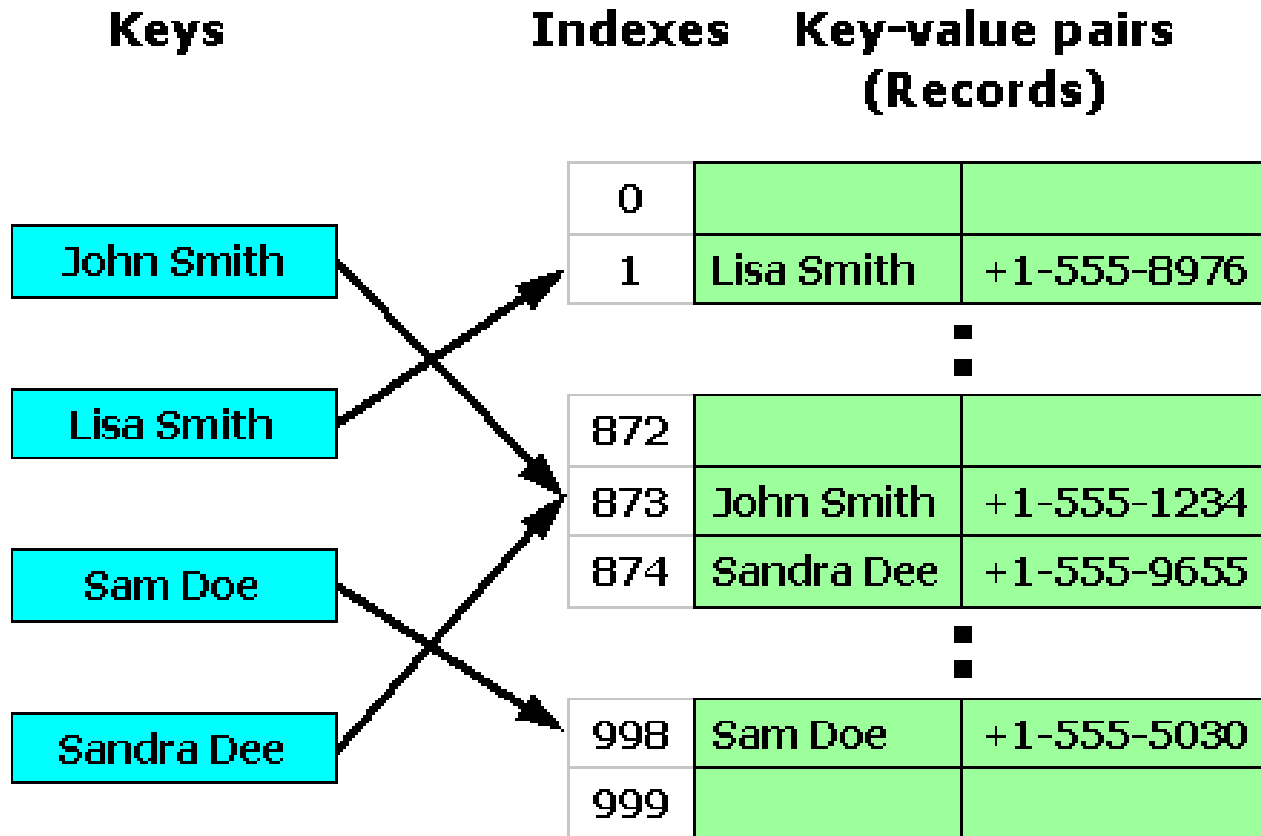 Keys
Indexes
Key-value pairs
(Records)
John Smith
Lisa Smith
Sam Doe
Sandra Dee
0
1 Lisa Smith +1-555-8976
872
873 John Smith +1-555-1234
874 Sandra Dee +1-555-9655
998 Sam Doe +1-555-5030
999